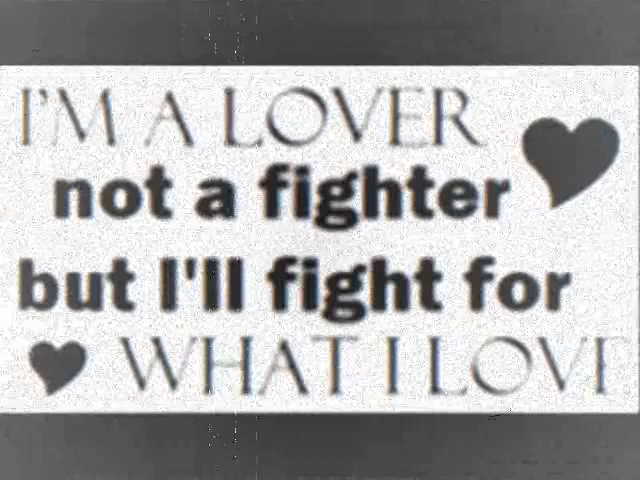 I'M A LOVER
not a fighter
but I'll fight for
WHAT I LOVE